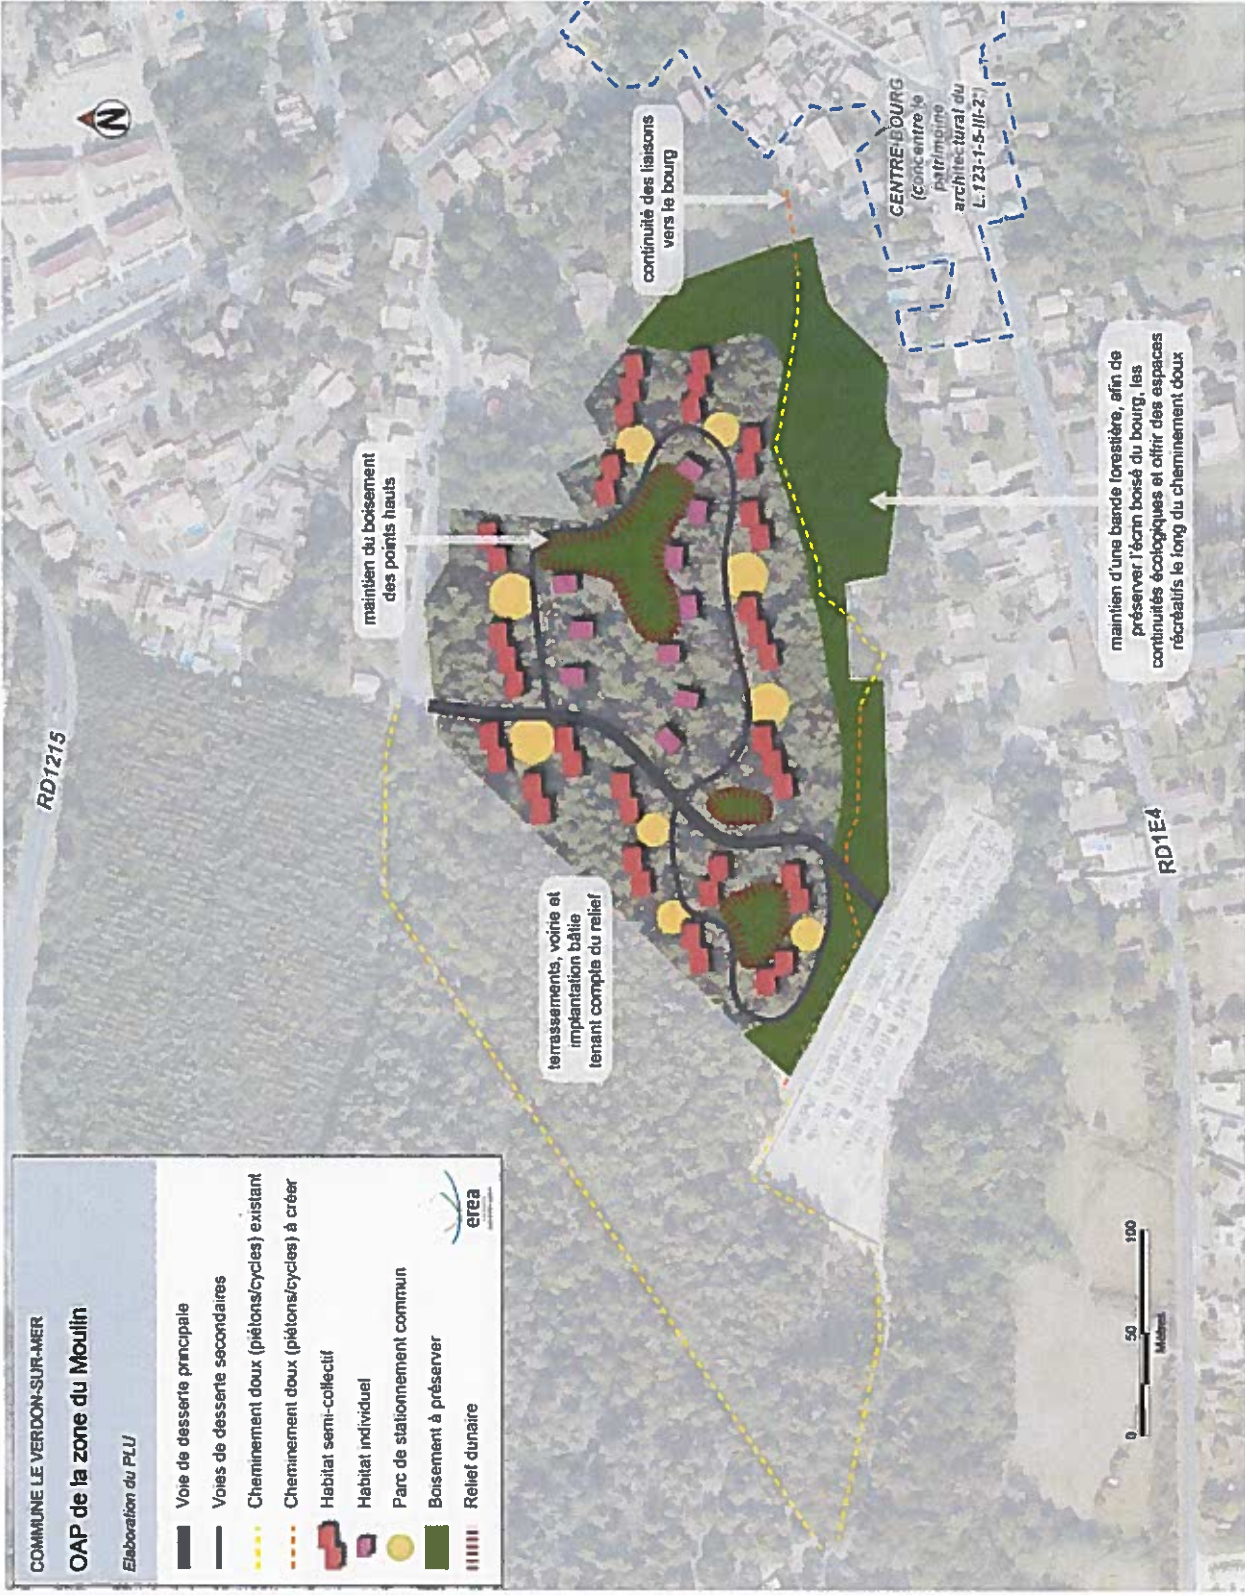 COMMUNE LE VERDON-SUR-MER
OAP de la zone du Moulin
Elaboration du PLU
Voie de desserte principale
Voies de desserte secondaires
Cheminement doux (piétons/cycles) existant
Cheminement doux (piétons/cycles) à créer
Habitat semi-collectif
Habitat individuel
Parc de stationnement commun
Boisement à préserver
Relief dunaire
erea
RD1215
N
maintien du boisement
des points hauts
continuité des liaisons
vers le bourg
CENTRE-BOURG
(concentre le
patrimoine
architectural du
L.123-1-5-III-2°)
terrassements, voirie et
implantation bâtie
tenant compte du relief
maintien d'une bande forestière, afin de
préserver l'écrin boisé du bourg, les
continuités écologiques et offrir des espaces
récréatifs le long du cheminement doux
RD1E4
0 50 100
Mètres